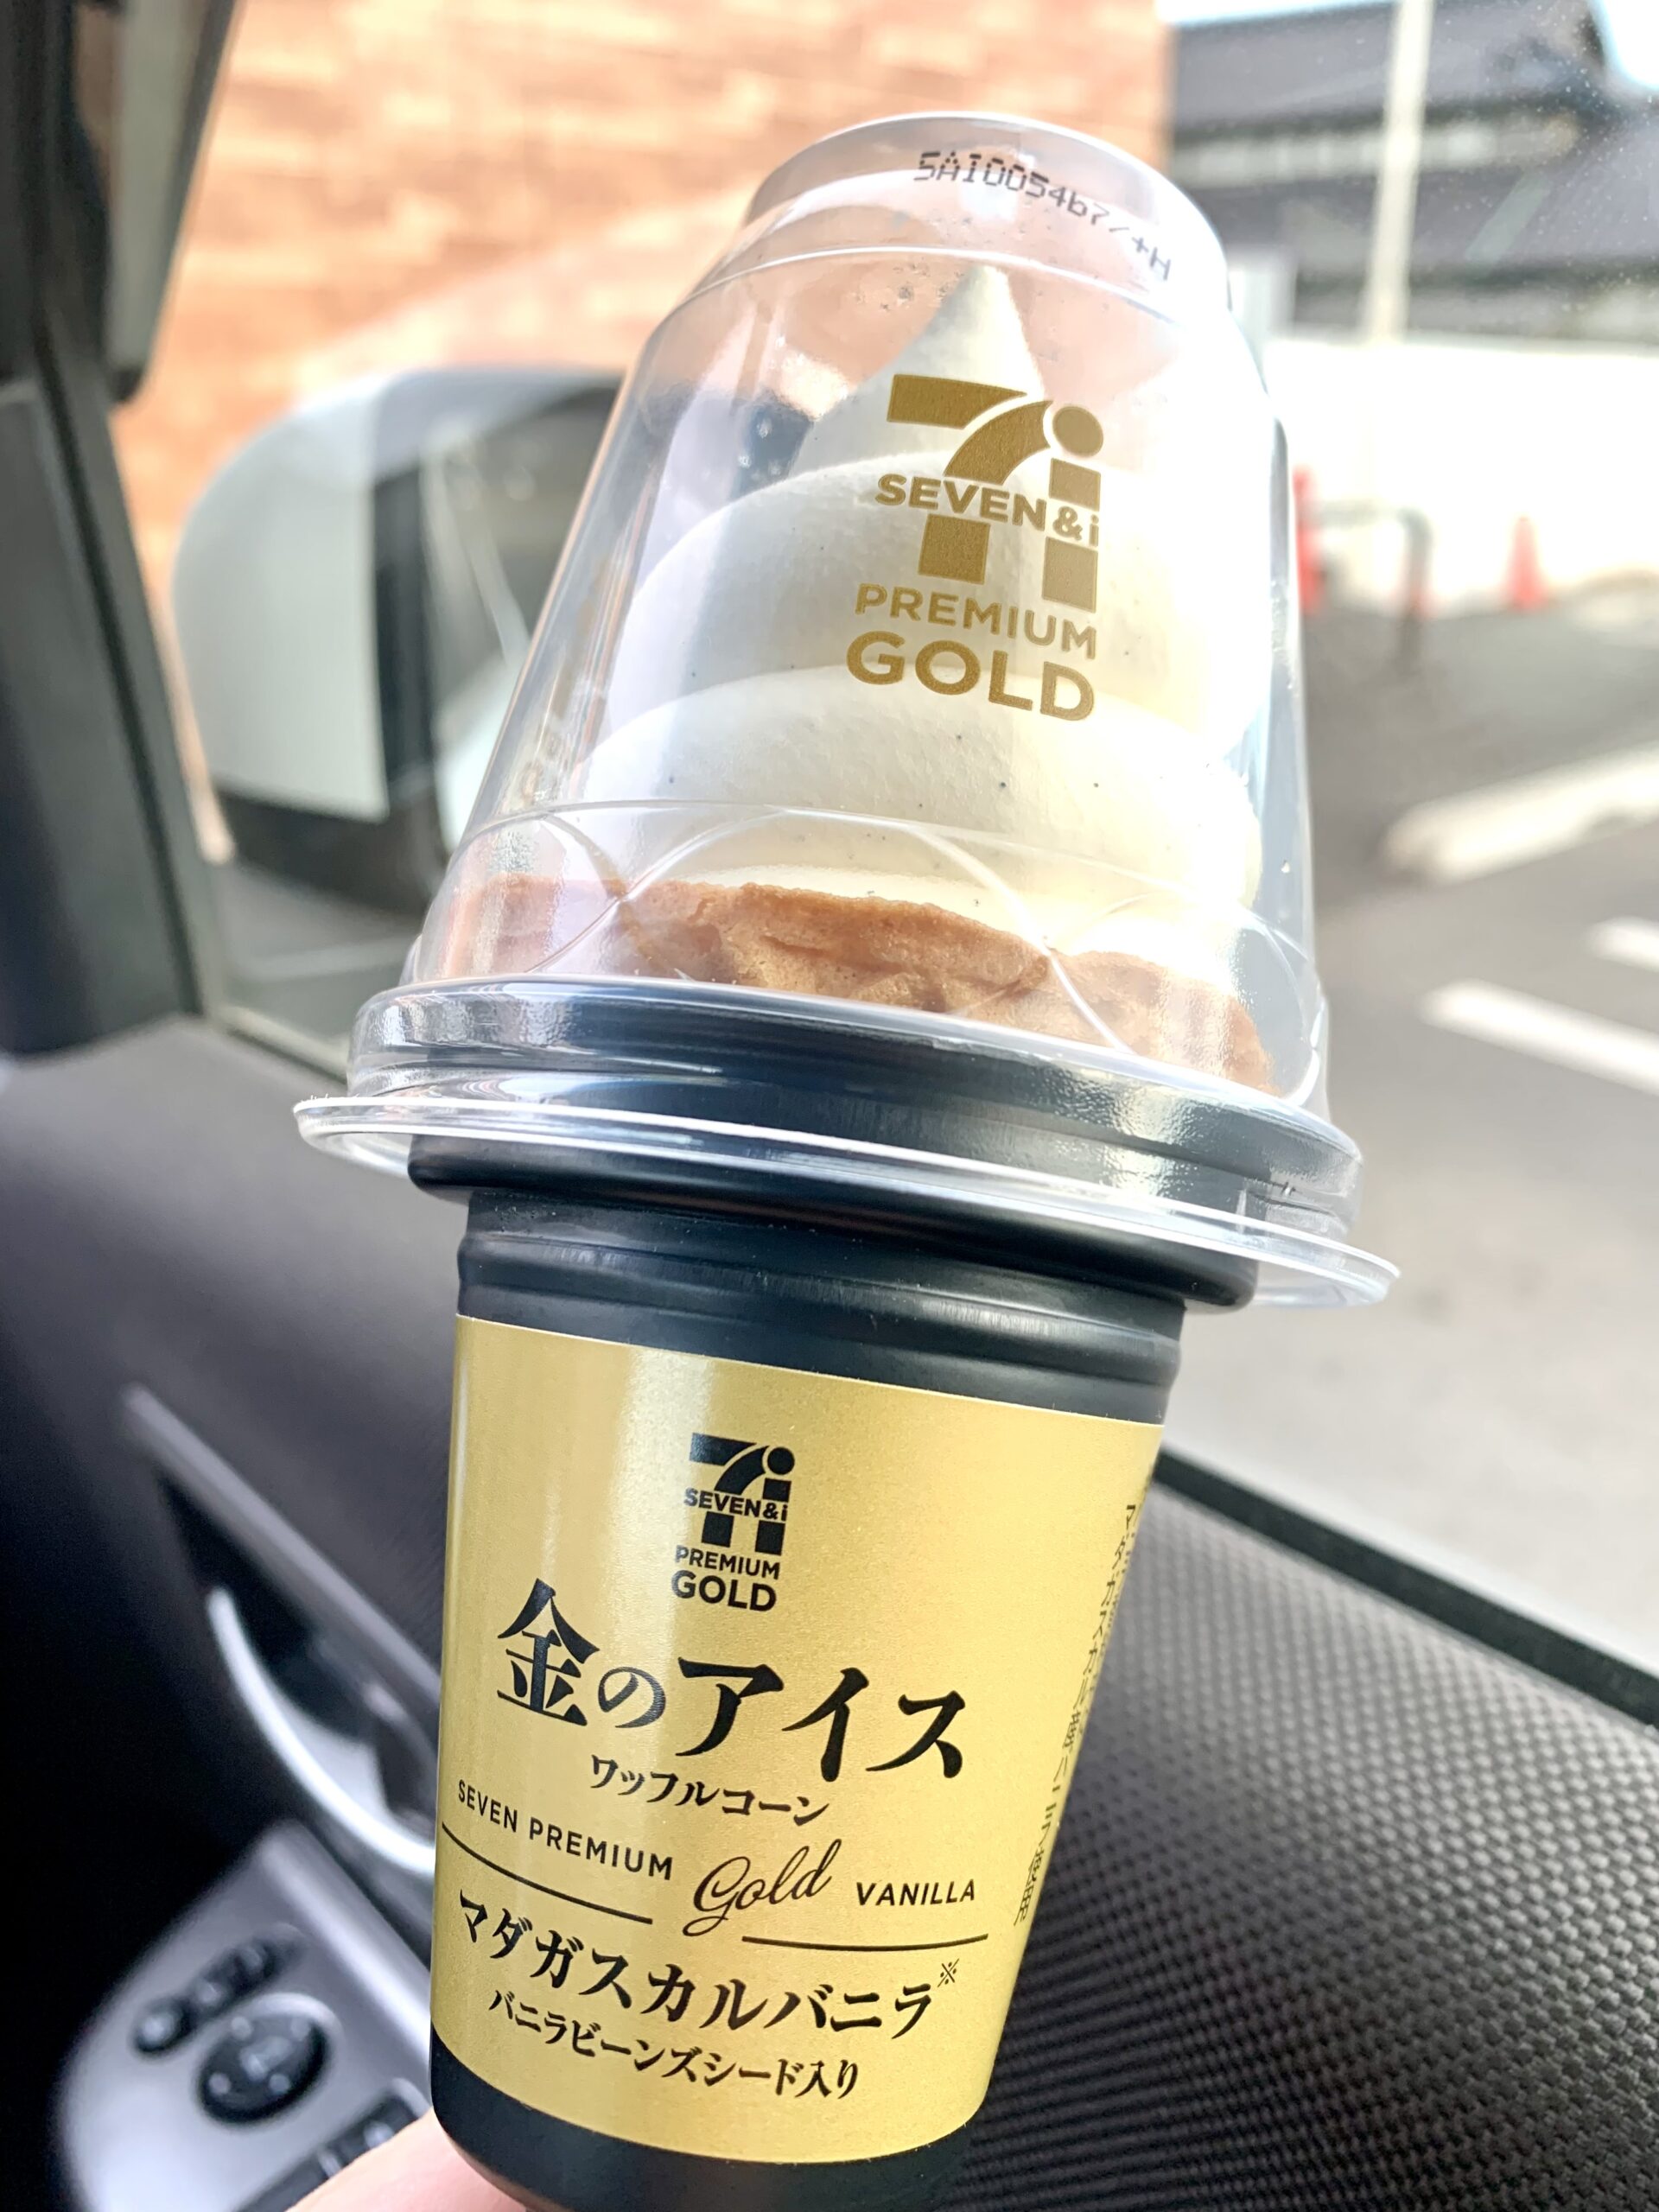 5AI0054b7/+H
SEVEN&i
PREMIUM
GOLD
SEVEN&i
PREMIUM
GOLD
金のアイス
ワッフルコーン
SEVEN PREMIUM Gold VANILLA
マダガスカルバニラ※
バニラビーンズシード入り